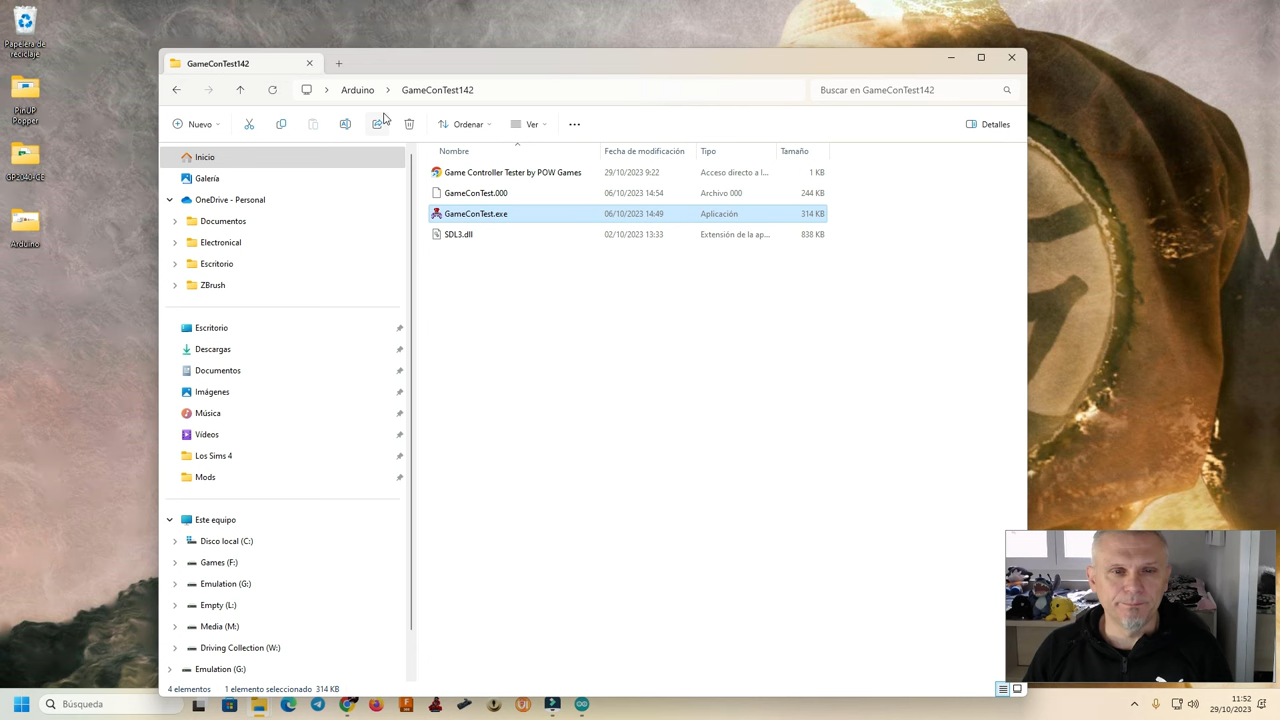 Papelera de
reciclaje
PinUP
Popper
GP2040-CE
Arduino
GameConTest142
Arduino
GameConTest142
Buscar en GameConTest142
Nuevo
Ordenar
Ver
Detalles
Nombre
Fecha de modificación
Tipo
Tamaño
Game Controller Tester by POW Games
29/10/2023 9:22
Acceso directo a l...
1 KB
GameConTest.000
06/10/2023 14:54
Archivo 000
244 KB
GameConTest.exe
06/10/2023 14:49
Aplicación
314 KB
SDL3.dll
02/10/2023 13:33
Extensión de la ap...
838 KB
Inicio
Galería
OneDrive - Personal
Documentos
Electronical
Escritorio
ZBrush
Escritorio
Descargas
Documentos
Imágenes
Música
Vídeos
Los Sims 4
Mods
Este equipo
Disco local (C:)
Games (F:)
Emulation (G:)
Empty (L:)
Media (M:)
Driving Collection (W:)
Emulation (G:)
4 elementos
1 elemento seleccionado 314 KB
Búsqueda
11:52
29/10/2023